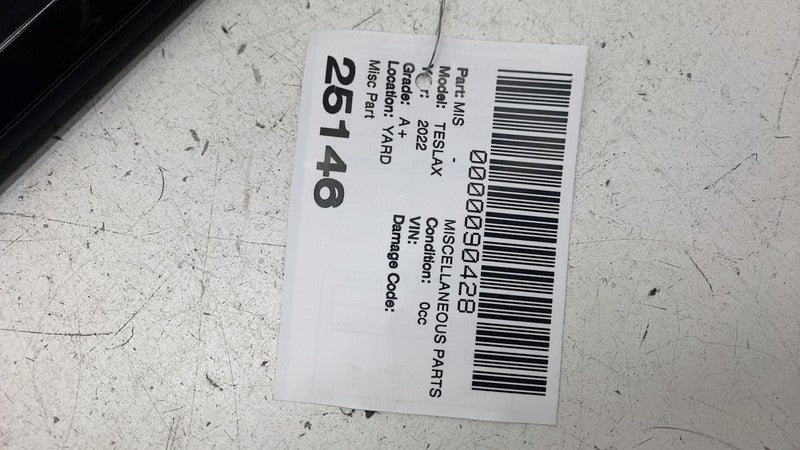 0000090428
Part: MIS - MISCELLANEOUS PARTS
Model: TESLAX Condition: 0cc
Year: 2022 VIN:
Grade: A+ Damage Code:
Location: YARD
Misc Part
25146